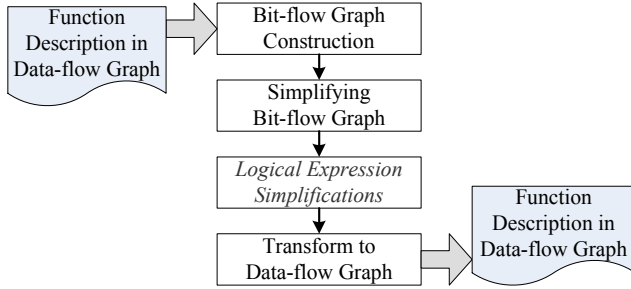 Function
Description in
Data-flow Graph
Bit-flow Graph
Construction
Simplifying
Bit-flow Graph
Logical Expression
Simplifications
Transform to
Data-flow Graph
Function
Description in
Data-flow Graph